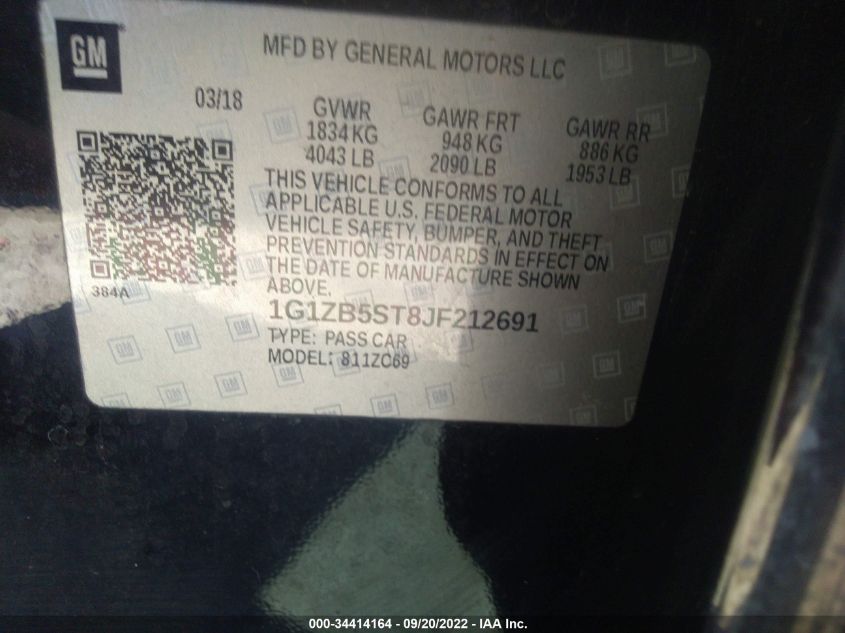 GM
MFD BY GENERAL MOTORS LLC
03/18
GVWR
1834 KG
4043 LB
GAWR FRT
948 KG
2090 LB
GAWR RR
886 KG
1953 LB
THIS VEHICLE CONFORMS TO ALL
APPLICABLE U.S. FEDERAL MOTOR
VEHICLE SAFETY, BUMPER, AND THEFT
PREVENTION STANDARDS IN EFFECT ON
THE DATE OF MANUFACTURE SHOWN
ABOVE.
384A
1G1ZB5ST8JF212691
TYPE: PASS CAR
MODEL: 811ZC69
000-34414164 - 09/20/2022 - IAA Inc.